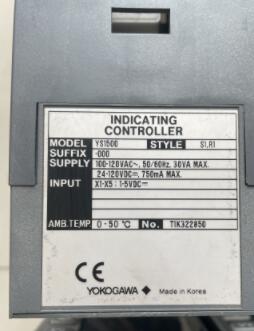 INDICATING
CONTROLLER
MODEL YS1500 STYLE S1.R1
SUFFIX -000
SUPPLY 100-120VAC~, 50/60Hz, 30VA MAX.
24-120VDC⎓, 750mA MAX.
INPUT X1-X5 : 1-5VDC⎓
AMB.TEMP 0-50℃ No. T1K322850
CE
YOKOGAWA ◆ Made in Korea